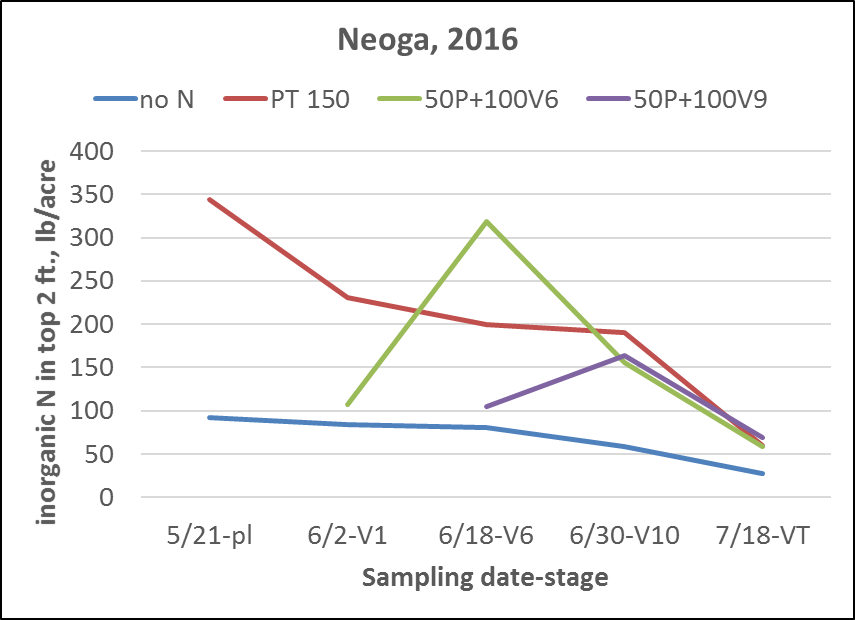 Neoga, 2016
no N PT 150 50P+100V6 50P+100V9
inorganic N in top 2 ft., lb/acre
400
350
300
250
200
150
100
50
0
5/21-pl 6/2-V1 6/18-V6 6/30-V10 7/18-VT
Sampling date-stage